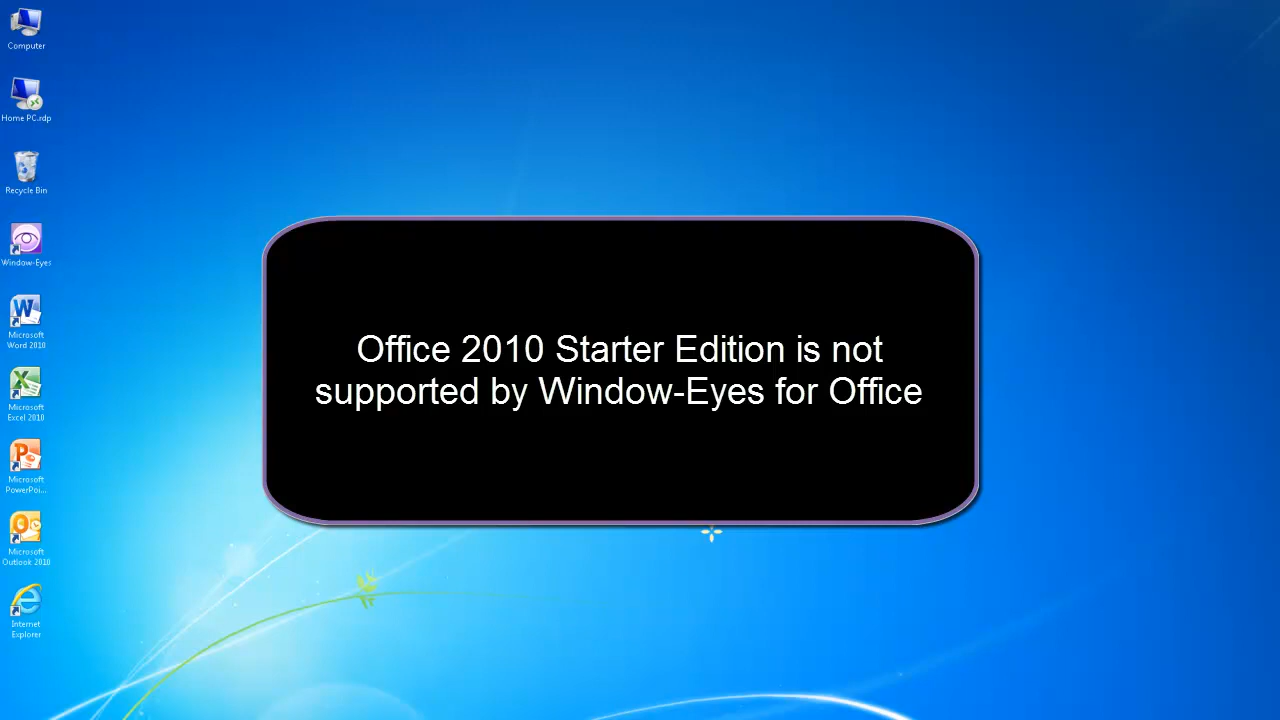 Computer
Home PC.rdp
Recycle Bin
Window-Eyes
Microsoft
Word 2010
Microsoft
Excel 2010
Microsoft
PowerPoi...
Microsoft
Outlook 2010
Internet
Explorer
Office 2010 Starter Edition is not
supported by Window-Eyes for Office